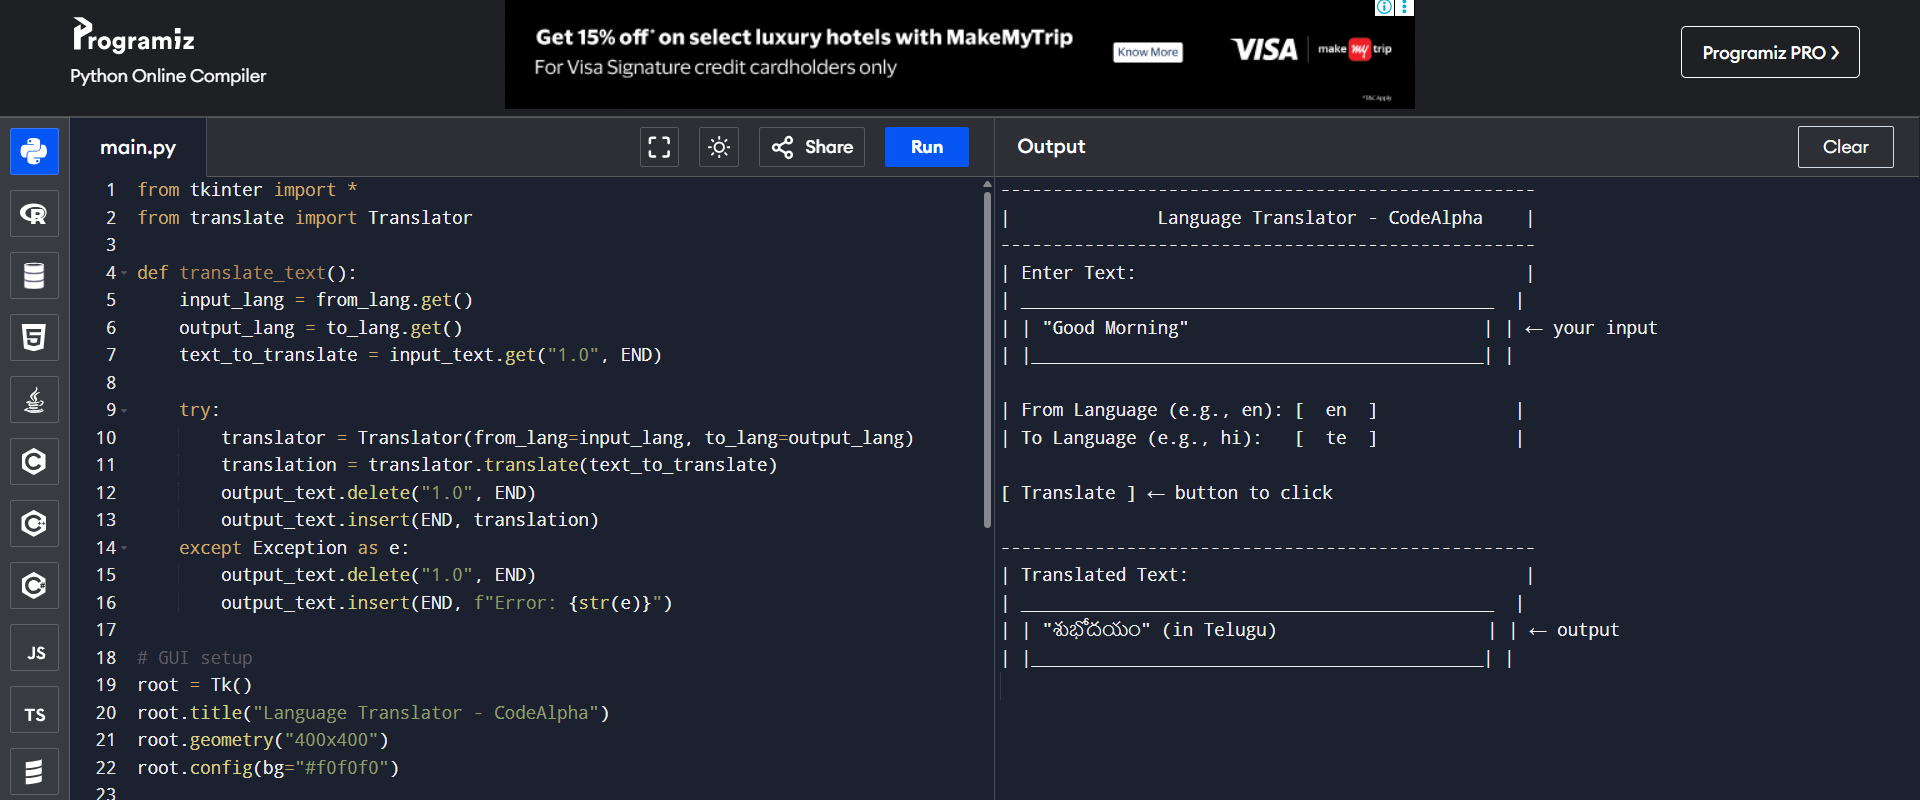 Programiz
Python Online Compiler
Get 15% off* on select luxury hotels with MakeMyTrip
For Visa Signature credit cardholders only
Know More
VISA
make my trip
*T&C Apply
Programiz PRO ❯
main.py
Share
Run
Output
Clear
1 from tkinter import *
2 from translate import Translator
3
4 def translate_text():
5     input_lang = from_lang.get()
6     output_lang = to_lang.get()
7     text_to_translate = input_text.get("1.0", END)
8
9     try:
10         translator = Translator(from_lang=input_lang, to_lang=output_lang)
11         translation = translator.translate(text_to_translate)
12         output_text.delete("1.0", END)
13         output_text.insert(END, translation)
14     except Exception as e:
15         output_text.delete("1.0", END)
16         output_text.insert(END, f"Error: {str(e)}")
17
18 # GUI setup
19 root = Tk()
20 root.title("Language Translator - CodeAlpha")
21 root.geometry("400x400")
22 root.config(bg="#f0f0f0")
23
---------------------------------------------------
|              Language Translator - CodeAlpha    |
---------------------------------------------------
| Enter Text:                                     |
| _____________________________________________  |
| | "Good Morning"                            | | ← your input
| |___________________________________________| |
| From Language (e.g., en): [  en  ]             |
| To Language (e.g., hi):   [  te  ]             |
[ Translate ] ← button to click
---------------------------------------------------
| Translated Text:                                |
| _____________________________________________  |
| | "శుభోదయం" (in Telugu)                    | | ← output
| |___________________________________________| |
JS
TS